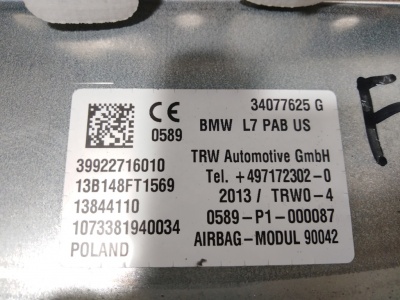 34077625 G
CE
0589
BMW L7 PAB US
39922716010
TRW Automotive GmbH
13B148FT1569
Tel. +497172302-0
13844110
2013 / TRW0-4
1073381940034
0589-P1-000087
POLAND
AIRBAG-MODUL 90042
F